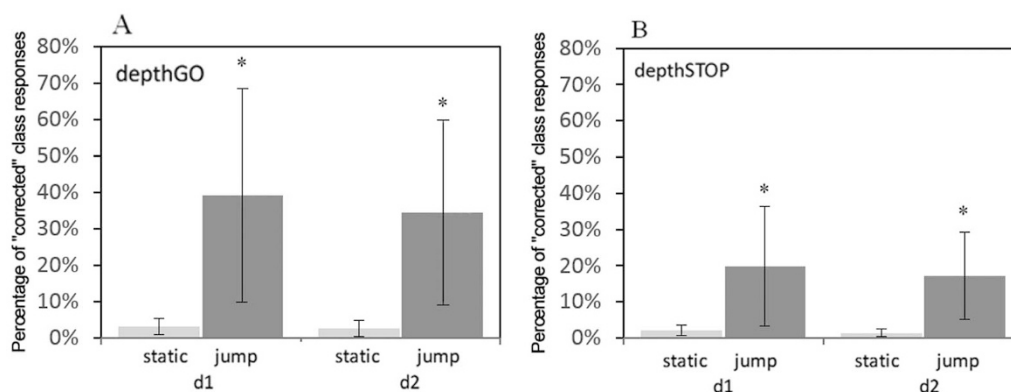 A
Percentage of "corrected" class responses
80%
70%
60%
50%
40%
30%
20%
10%
0%
depthGO
*
*
static jump static jump
d1 d2
B
Percentage of "corrected" class responses
80%
70%
60%
50%
40%
30%
20%
10%
0%
depthSTOP
*
*
static jump static jump
d1 d2